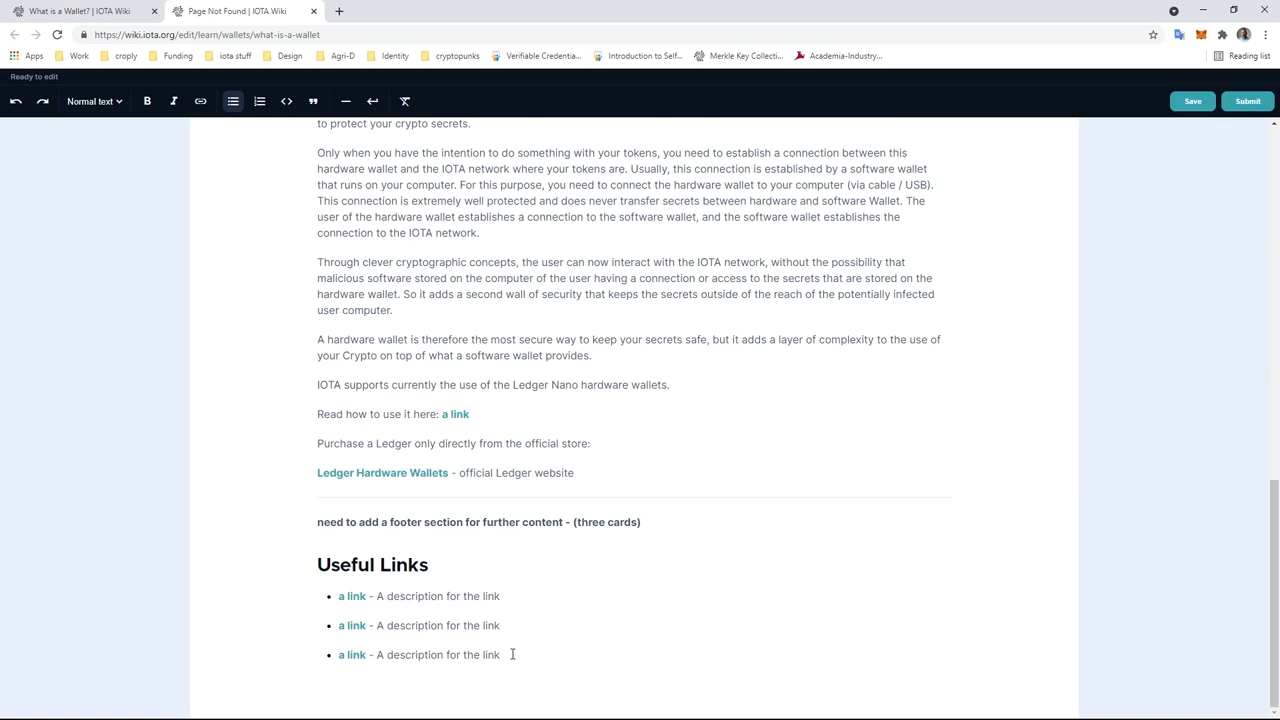 What is a Wallet? | IOTA Wiki
Page Not Found | IOTA Wiki
https://wiki.iota.org/edit/learn/wallets/what-is-a-wallet
Apps
Work
croply
Funding
iota stuff
Design
Agri-D
Identity
cryptopunks
Verifiable Credentia...
Introduction to Self...
Merkle Key Collecti...
Academia-Industry...
Reading list
Ready to edit
Normal text
B
I
Save
Submit
to protect your crypto secrets.
Only when you have the intention to do something with your tokens, you need to establish a connection between this
hardware wallet and the IOTA network where your tokens are. Usually, this connection is established by a software wallet
that runs on your computer. For this purpose, you need to connect the hardware wallet to your computer (via cable / USB).
This connection is extremely well protected and does never transfer secrets between hardware and software Wallet. The
user of the hardware wallet establishes a connection to the software wallet, and the software wallet establishes the
connection to the IOTA network.
Through clever cryptographic concepts, the user can now interact with the IOTA network, without the possibility that
malicious software stored on the computer of the user having a connection or access to the secrets that are stored on the
hardware wallet. So it adds a second wall of security that keeps the secrets outside of the reach of the potentially infected
user computer.
A hardware wallet is therefore the most secure way to keep your secrets safe, but it adds a layer of complexity to the use of
your Crypto on top of what a software wallet provides.
IOTA supports currently the use of the Ledger Nano hardware wallets.
Read how to use it here: a link
Purchase a Ledger only directly from the official store:
Ledger Hardware Wallets - official Ledger website
need to add a footer section for further content - (three cards)
Useful Links
• a link - A description for the link
• a link - A description for the link
• a link - A description for the link